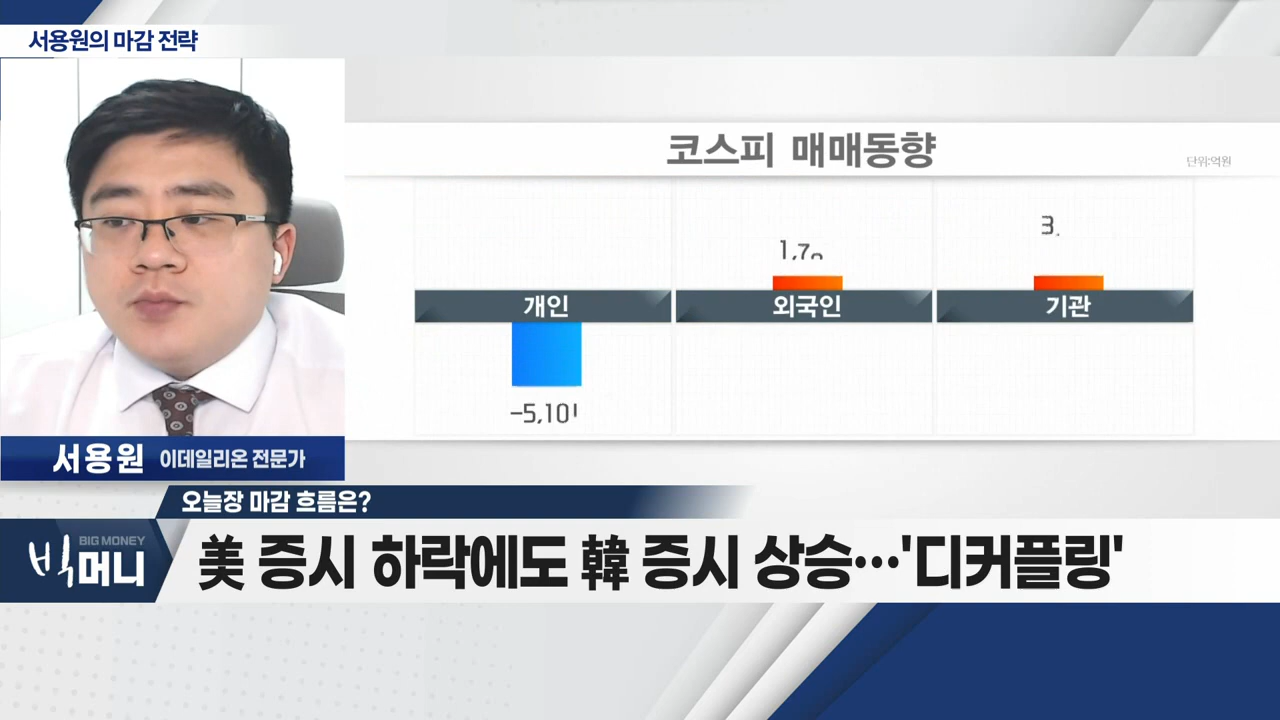 서용원의 마감 전략
코스피 매매동향
단위:억원
개인
외국인
기관
서용원 이데일리온 전문가
오늘장 마감 흐름은?
BIG MONEY
빅머니
美 증시 하락에도 韓 증시 상승…'디커플링'